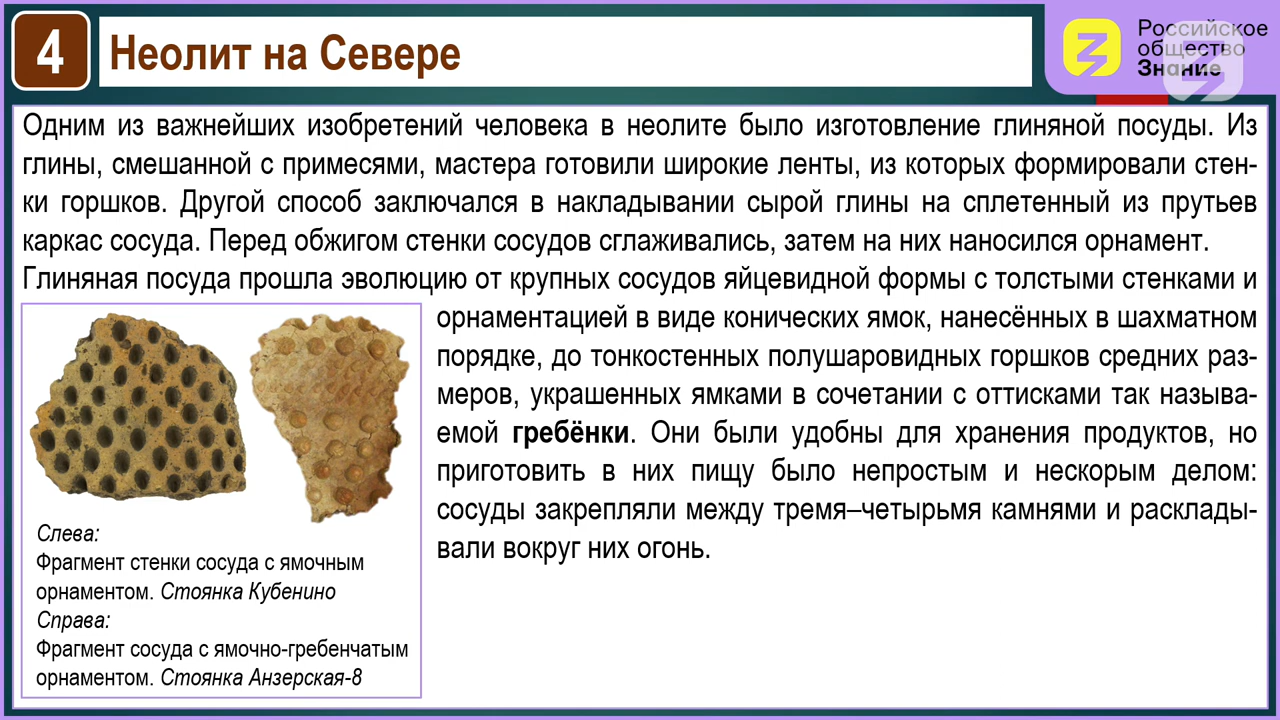 4
Неолит на Севере
Российское
общество
Знание
Одним из важнейших изобретений человека в неолите было изготовление глиняной посуды. Из
глины, смешанной с примесями, мастера готовили широкие ленты, из которых формировали стен-
ки горшков. Другой способ заключался в накладывании сырой глины на сплетенный из прутьев
каркас сосуда. Перед обжигом стенки сосудов сглаживались, затем на них наносился орнамент.
Глиняная посуда прошла эволюцию от крупных сосудов яйцевидной формы с толстыми стенками и
орнаментацией в виде конических ямок, нанесённых в шахматном
порядке, до тонкостенных полушаровидных горшков средних раз-
меров, украшенных ямками в сочетании с оттисками так называ-
емой гребёнки. Они были удобны для хранения продуктов, но
приготовить в них пищу было непростым и нескорым делом:
сосуды закрепляли между тремя–четырьмя камнями и расклады-
вали вокруг них огонь.
Слева:
Фрагмент стенки сосуда с ямочным
орнаментом. Стоянка Кубенино
Справа:
Фрагмент сосуда с ямочно-гребенчатым
орнаментом. Стоянка Анзерская-8